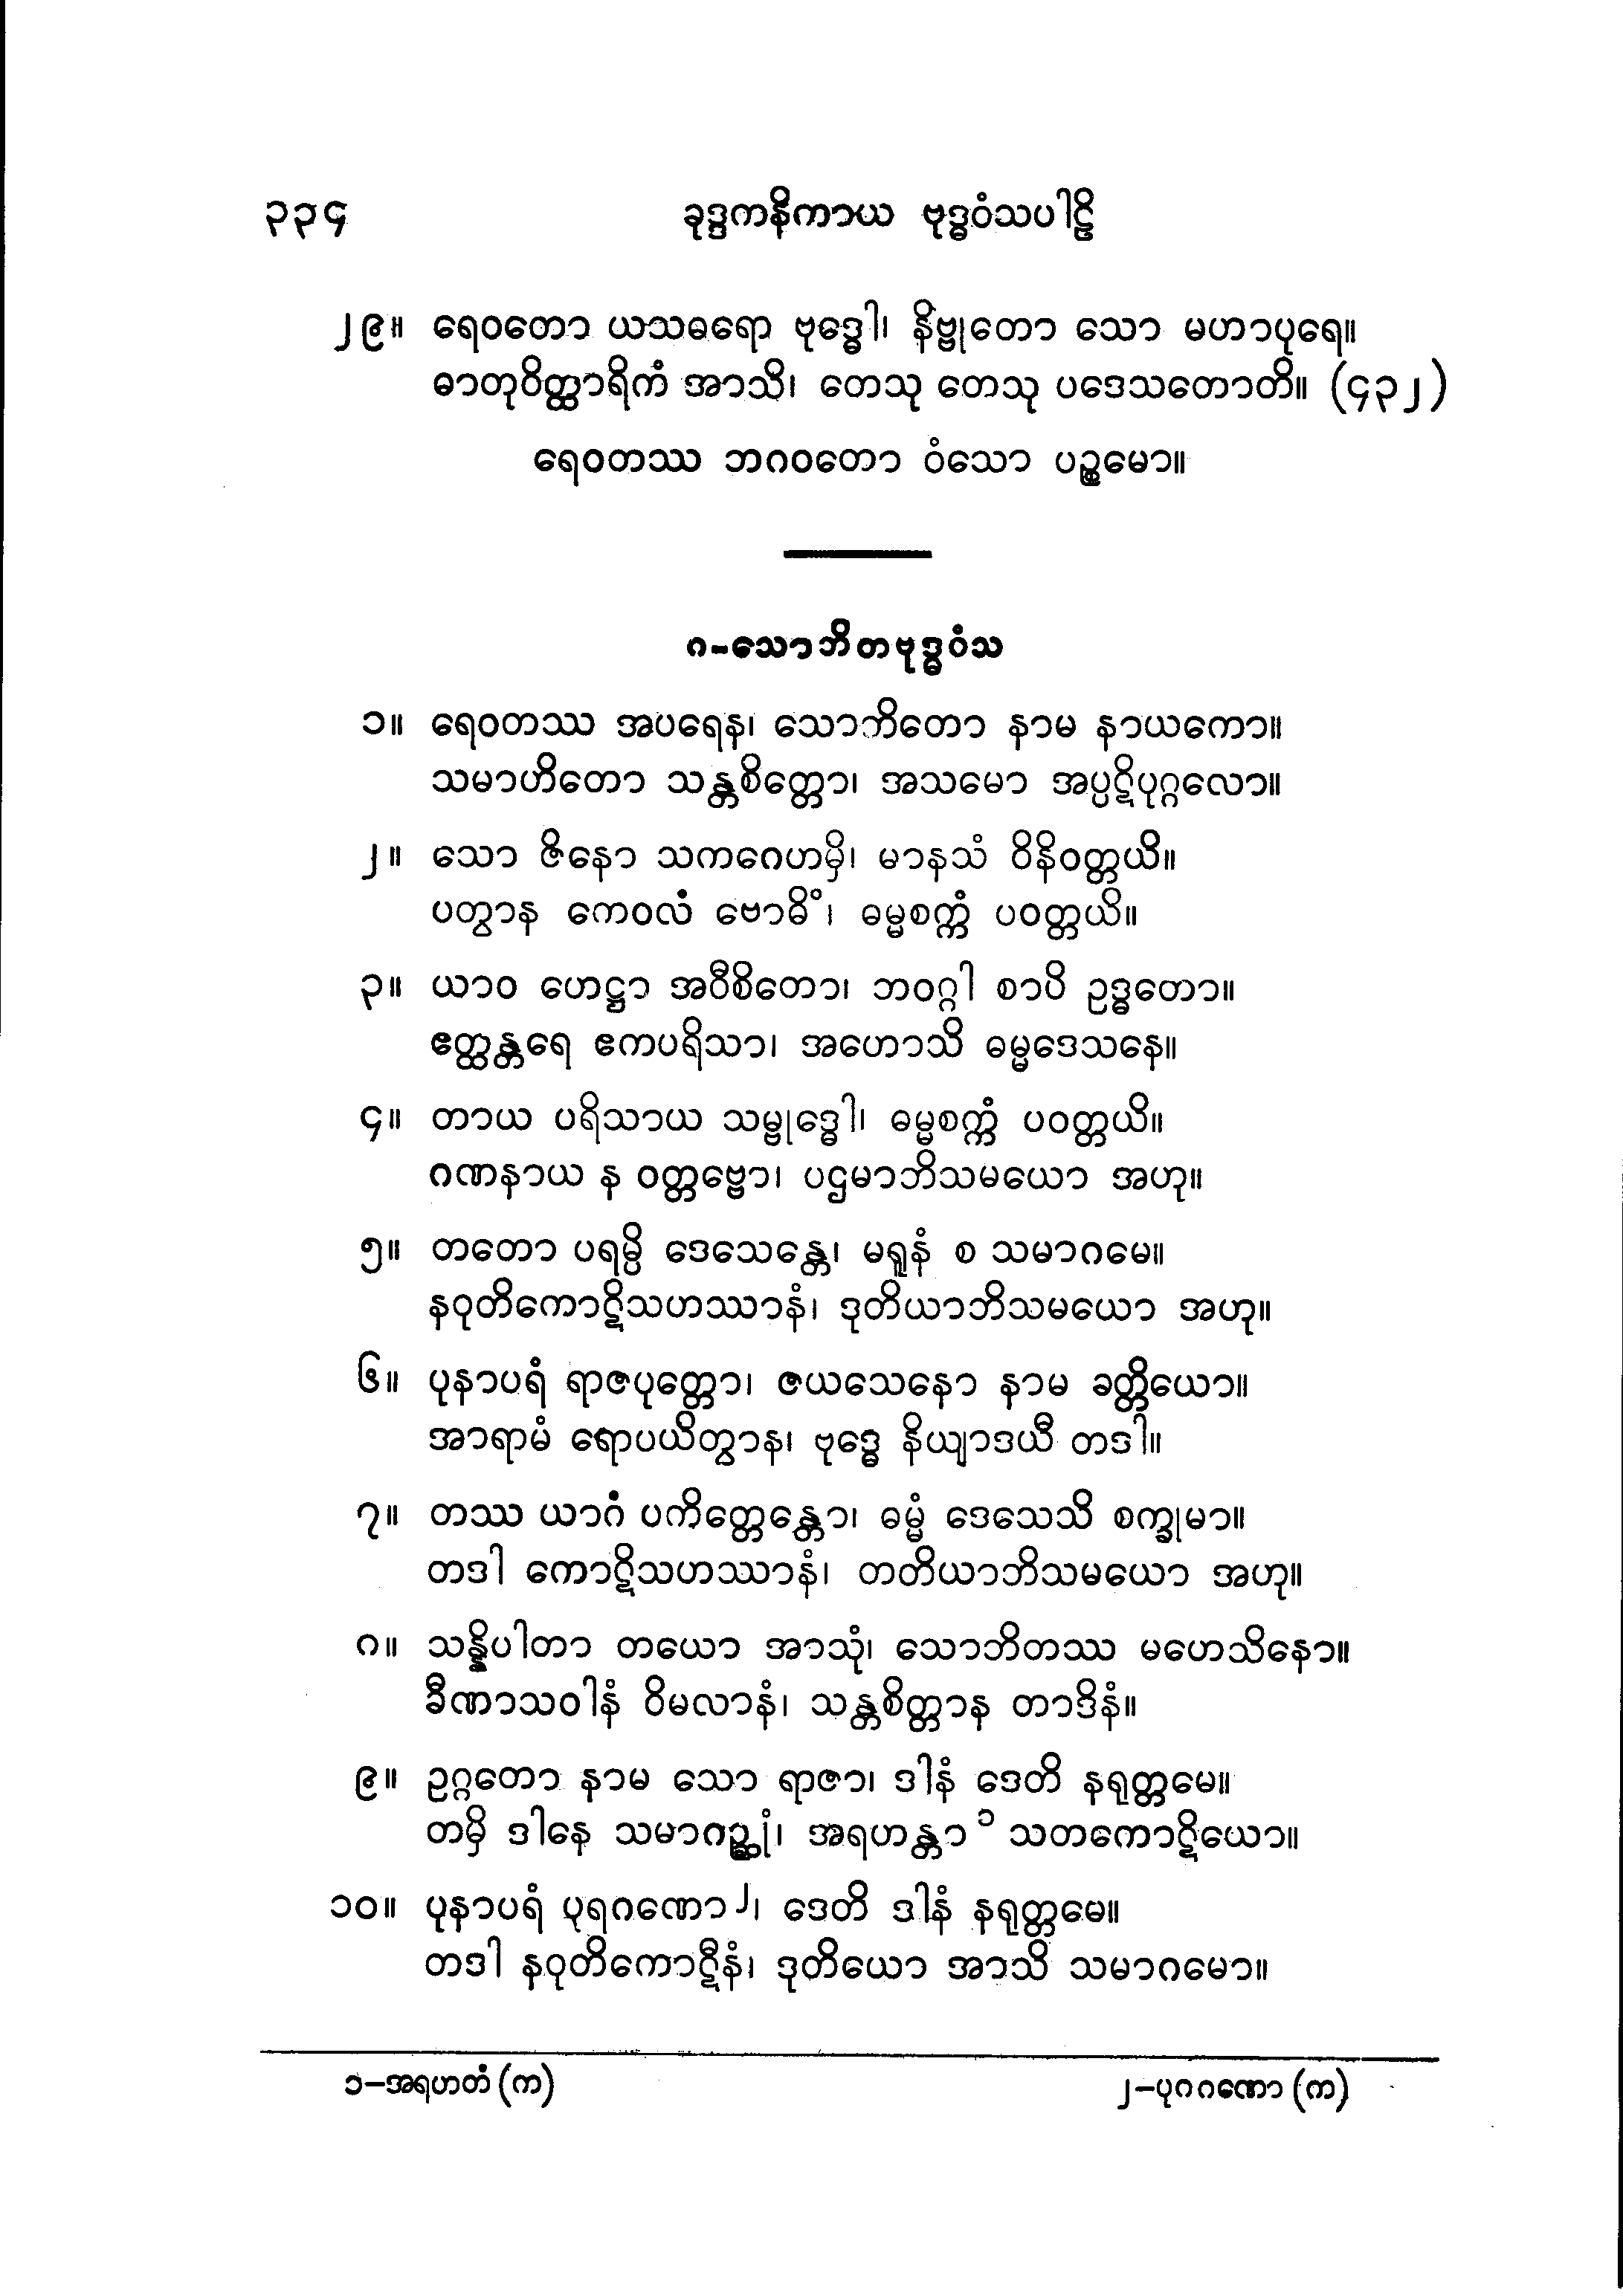 ၃၃၄ ခုဒ္ဒကနိကာယ ဗုဒ္ဓဝံသပါဠိ
၂၉။ ရေဝတော ယသဓရော ဗုဒ္ဓေါ၊ နိဗ္ဗုတော သော မဟာပုရေ။
ဓာတုဝိတ္ထာရိကံ အာသိ၊ တေသု တေသု ပဒေသတောတိ။ (၄၃၂)
ရေဝတဿ ဘဂဝတော ဝံသော ပဉ္စမော။
၈-သောဘိတဗုဒ္ဓဝံသ
၁။ ရေဝတဿ အပရေန၊ သောဘိတော နာမ နာယကော။
သမာဟိတော သန္တစိတ္တော၊ အသမော အပ္ပဋိပုဂ္ဂလော။
၂။ သော ဇိနော သကဂေဟမှိ၊ မာနသံ ဝိနိဝတ္တယိ။
ပတွာန ကေဝလံ ဗောဓိံ၊ ဓမ္မစက္ကံ ပဝတ္တယိ။
၃။ ယာဝ ဟေဋ္ဌာ အဝီစိတော၊ ဘဝဂ္ဂါ စာပိ ဥဒ္ဓတော။
ဧတ္ထန္တရေ ဧကပရိသာ၊ အဟောသိ ဓမ္မဒေသနေ။
၄။ တာယ ပရိသာယ သမ္ဗုဒ္ဓေါ၊ ဓမ္မစက္ကံ ပဝတ္တယိ။
ဂဏနာယ န ဝတ္တဗ္ဗော၊ ပဌမာဘိသမယော အဟု။
၅။ တတော ပရမ္ပိ ဒေသေန္တေ၊ မရူနံ စ သမာဂမေ။
နဝုတိကောဋိသဟဿာနံ၊ ဒုတိယာဘိသမယော အဟု။
၆။ ပုနာပရံ ရာဇပုတ္တော၊ ဇယသေနော နာမ ခတ္တိယော။
အာရာမံ ရောပယိတွာန၊ ဗုဒ္ဓေ နိယျာဒယီ တဒါ။
၇။ တဿ ယာဂံ ပကိတ္တေန္တော၊ ဓမ္မံ ဒေသေသိ စက္ခုမာ။
တဒါ ကောဋိသဟဿာနံ၊ တတိယာဘိသမယော အဟု။
၈။ သန္နိပါတာ တယော အာသုံ၊ သောဘိတဿ မဟေသိနော။
ခီဏာသဝါနံ ဝိမလာနံ၊ သန္တစိတ္တာန တာဒိနံ။
၉။ ဥဂ္ဂတော နာမ သော ရာဇာ၊ ဒါနံ ဒေတိ နရုတ္တမေ။
တမှိ ဒါနေ သမာဂဉ္ဆုံ၊ အရဟန္တာ ၁ သတကောဋိယော။
၁၀။ ပုနာပရံ ပုရဂဏော ၂၊ ဒေတိ ဒါနံ နရုတ္တမေ။
တဒါ နဝုတိကောဋီနံ၊ ဒုတိယော အာသိ သမာဂမော။
၁-အရဟတံ (က) ၂-ပုဂဂဏော (က)